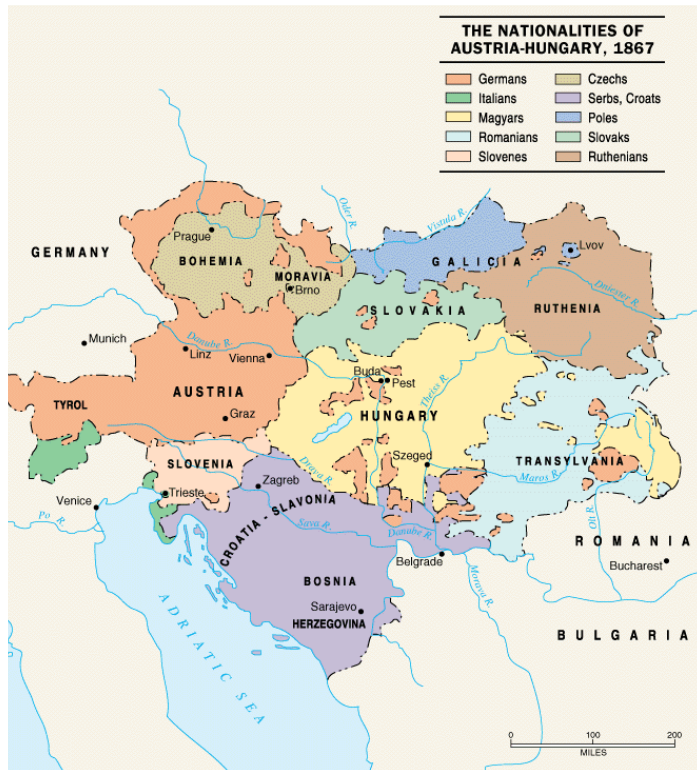 THE NATIONALITIES OF
AUSTRIA-HUNGARY, 1867
Germans
Czechs
Italians
Serbs, Croats
Magyars
Poles
Romanians
Slovaks
Slovenes
Ruthenians
Oder R.
Vistula R.
Prague
Lvov
GERMANY
BOHEMIA
GALICIA
MORAVIA
Brno
Dniester R.
SLOVAKIA
RUTHENIA
Munich
Danube R.
Linz
Vienna
Buda
Pest
Theiss R.
AUSTRIA
TYROL
Graz
HUNGARY
SLOVENIA
Szeged
TRANSYLVANIA
Drava R.
Maros R.
Zagreb
Venice
Trieste
Po R.
CROATIA - SLAVONIA
Sava R.
Danube R.
Olt R.
ROMANIA
Belgrade
Bucharest
BOSNIA
Morava R.
Sarajevo
HERZEGOVINA
BULGARIA
ADRIATIC SEA
0 100 200
MILES